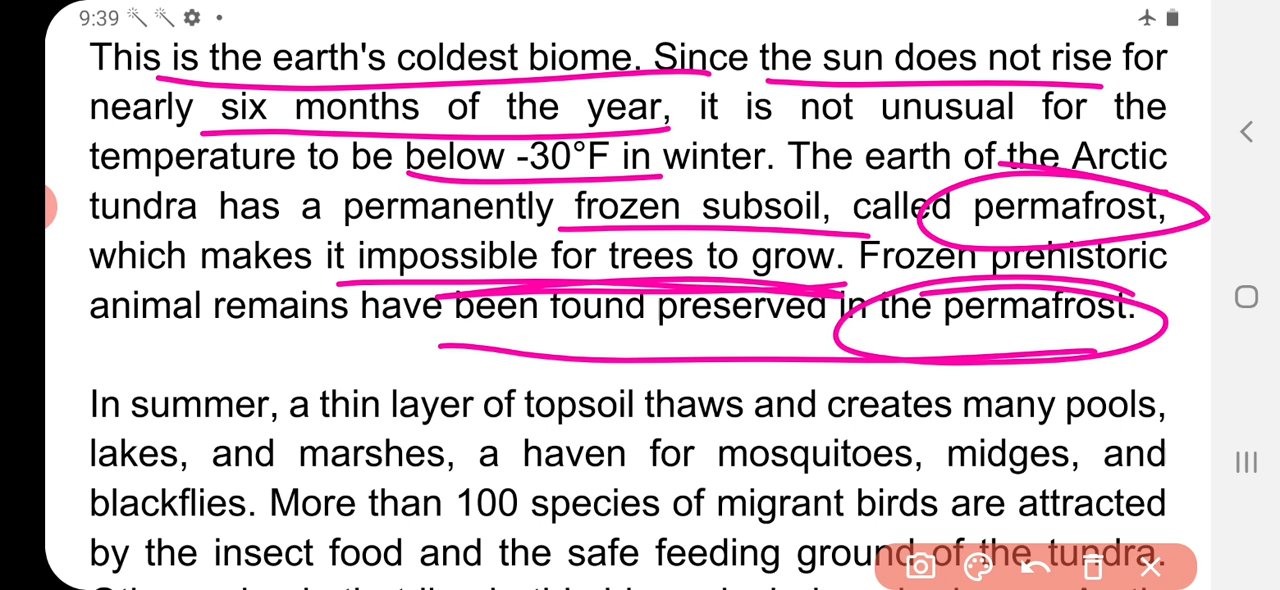 9:39
This is the earth's coldest biome. Since the sun does not rise for
nearly six months of the year, it is not unusual for the
temperature to be below -30°F in winter. The earth of the Arctic
tundra has a permanently frozen subsoil, called permafrost,
which makes it impossible for trees to grow. Frozen prehistoric
animal remains have been found preserved in the permafrost.
In summer, a thin layer of topsoil thaws and creates many pools,
lakes, and marshes, a haven for mosquitoes, midges, and
blackflies. More than 100 species of migrant birds are attracted
by the insect food and the safe feeding ground of the tundra.